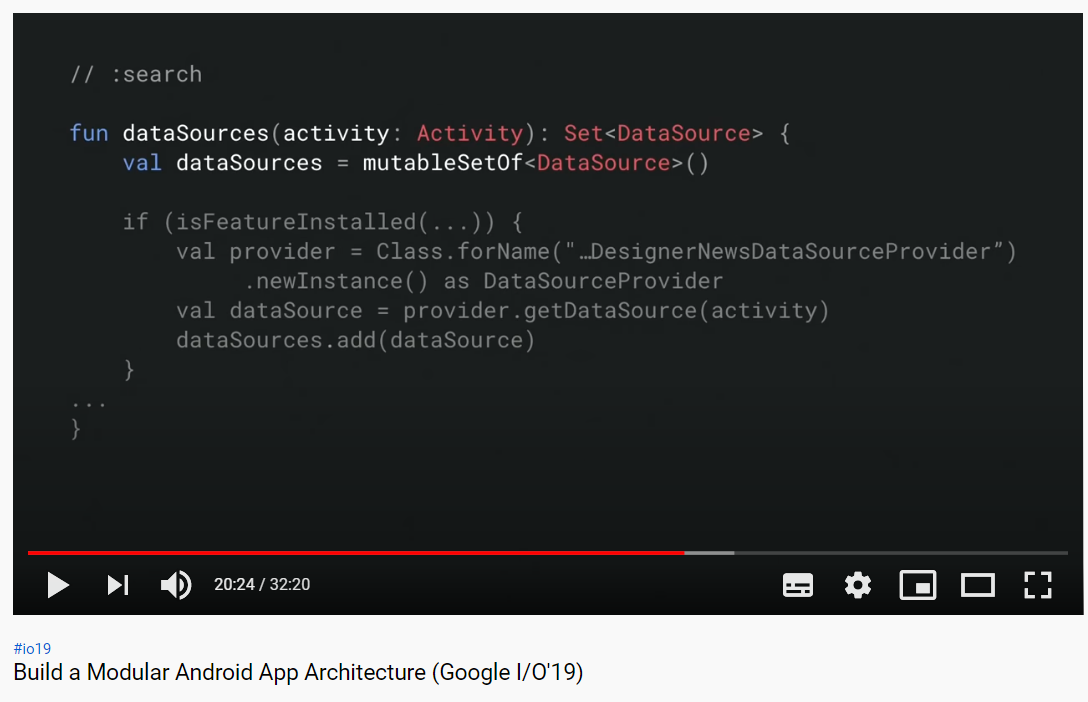 // :search
fun dataSources(activity: Activity): Set<DataSource> {
val dataSources = mutableSetOf<DataSource>()
if (isFeatureInstalled(...)) {
val provider = Class.forName("…DesignerNewsDataSourceProvider”)
.newInstance() as DataSourceProvider
val dataSource = provider.getDataSource(activity)
dataSources.add(dataSource)
}
...
}
20:24 / 32:20
#io19
Build a Modular Android App Architecture (Google I/O'19)